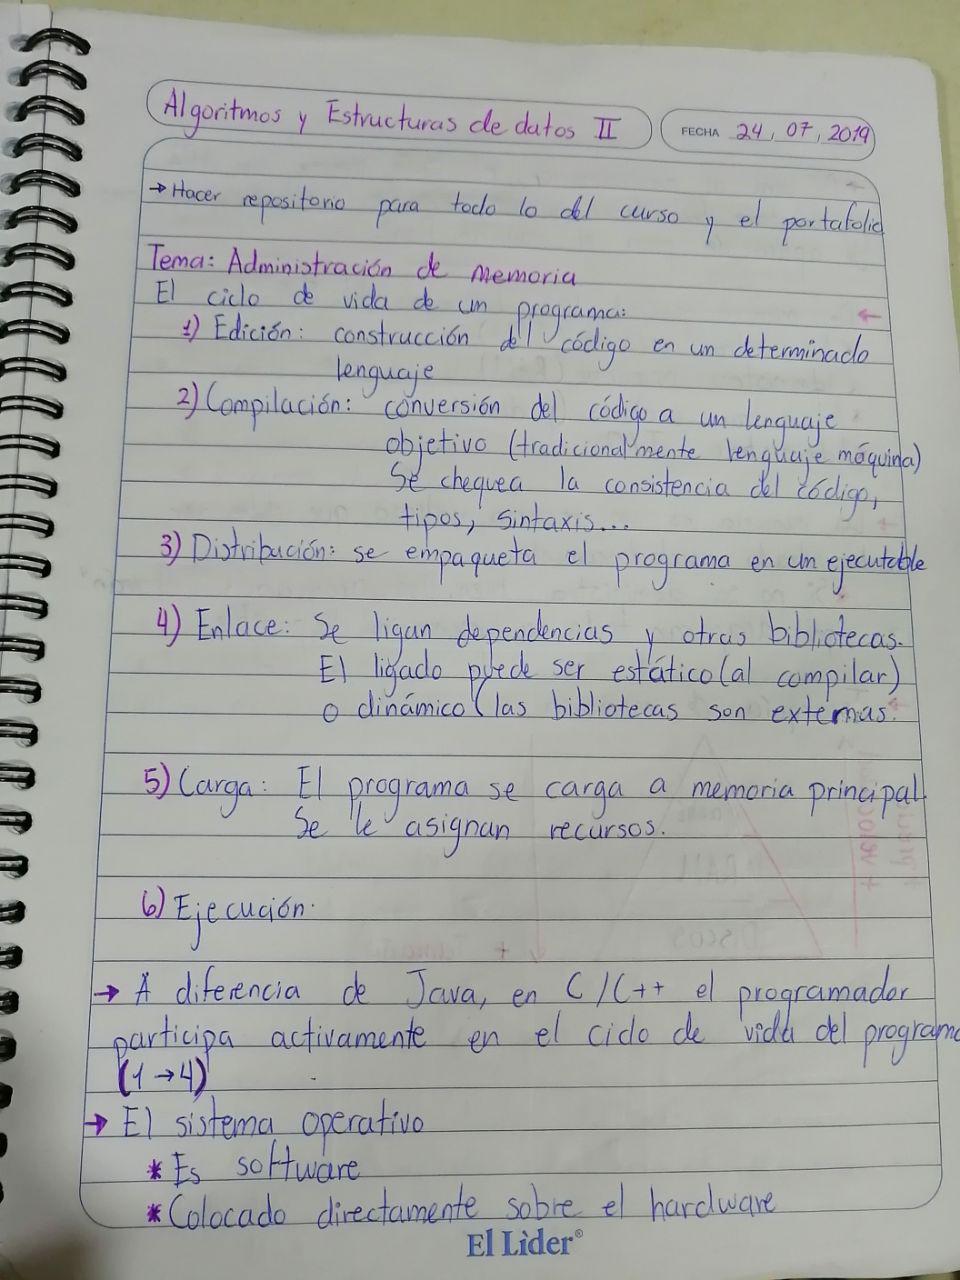 Algoritmos y Estructuras de datos II
FECHA 24, 07, 2019
→ Hacer repositorio para todo lo del curso y el portafolio
Tema: Administración de memoria
El ciclo de vida de un programa:
1) Edición: construcción del código en un determinado
lenguaje
2) Compilación: conversión del código a un lenguaje
objetivo (tradicionalmente lenguaje máquina)
Se chequea la consistencia del código,
tipos, sintaxis...
3) Distribución: se empaqueta el programa en un ejecutable
4) Enlace: Se ligan dependencias y otras bibliotecas.
El ligado puede ser estático (al compilar)
o dinámico (las bibliotecas son externas.
5) Carga: El programa se carga a memoria principal
Se le asignan recursos.
6) Ejecución.
→ A diferencia de Java, en C/C++ el programador
participa activamente en el ciclo de vida del programa
(1 → 4)
→ El sistema operativo
* Es software
* Colocado directamente sobre el hardware
El Lìder®